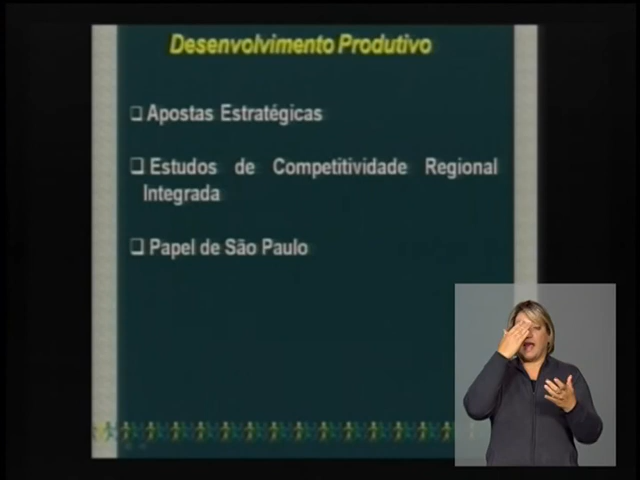 Desenvolvimento Produtivo
❑ Apostas Estratégicas
❑ Estudos de Competitividade Regional
Integrada
❑ Papel de São Paulo